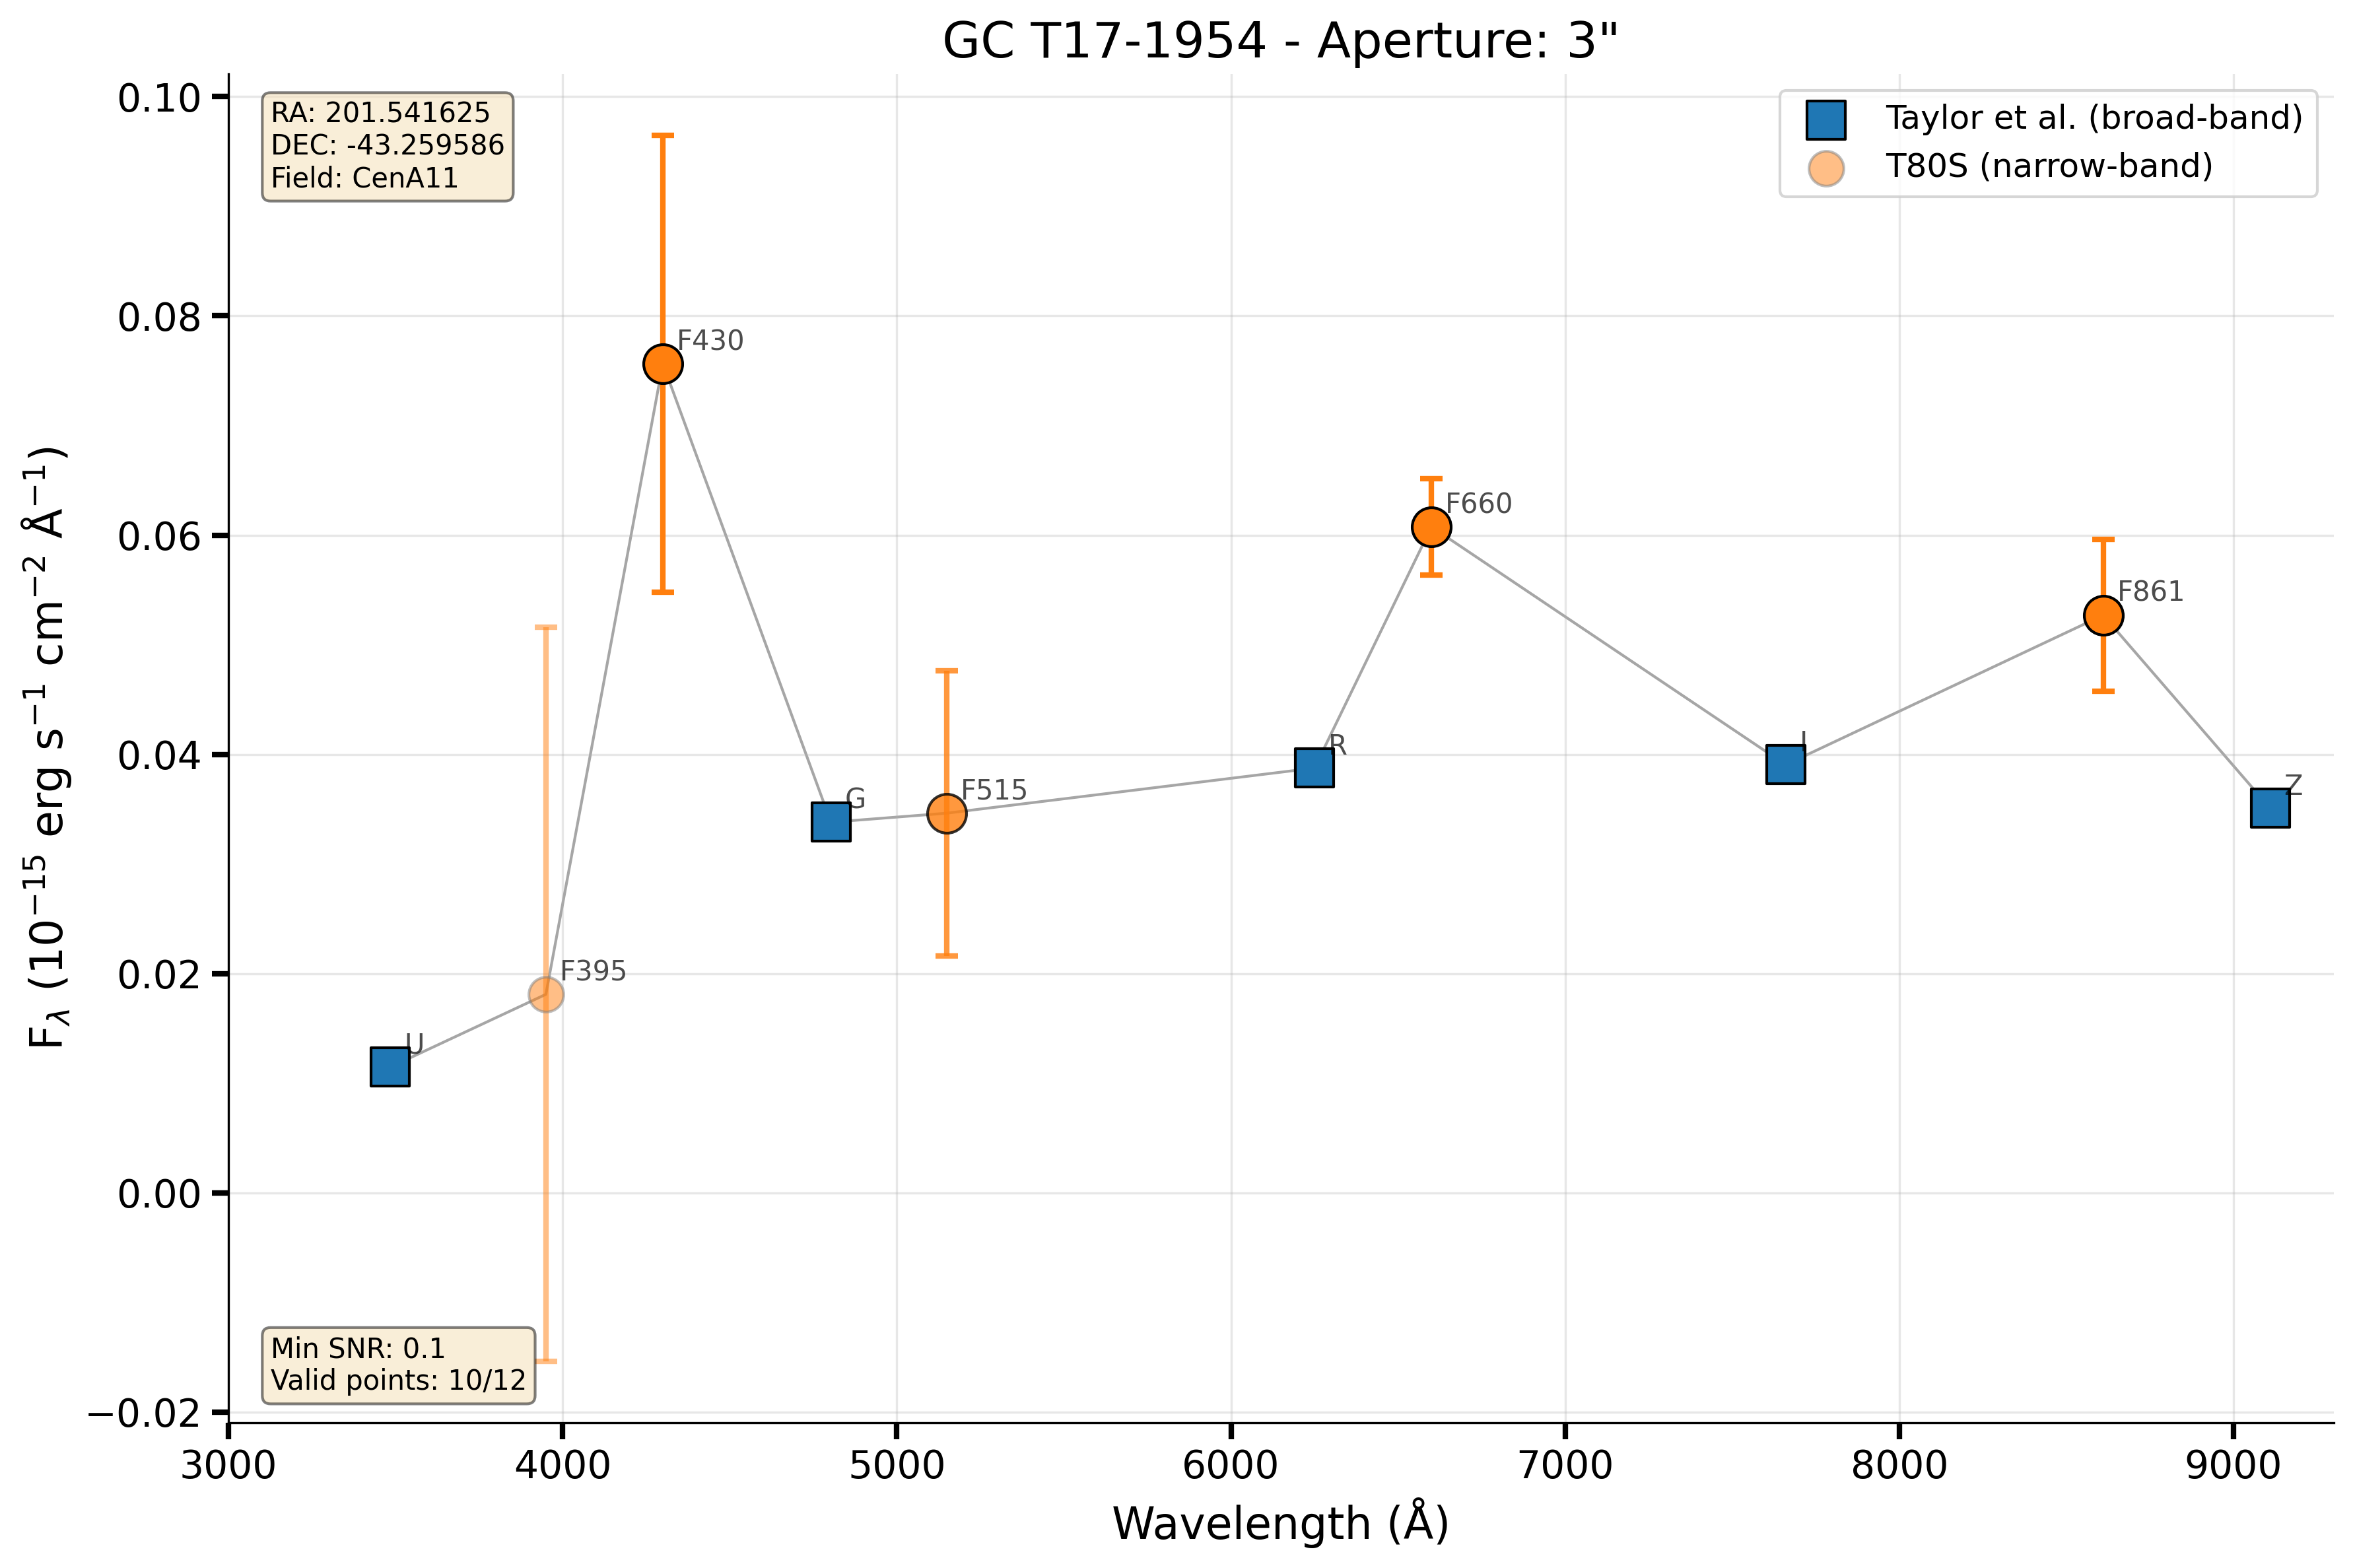 GC T17-1954 - Aperture: 3"
RA: 201.541625
DEC: -43.259586
Field: CenA11
Taylor et al. (broad-band)
T80S (narrow-band)
0.10
0.08
0.06
0.04
0.02
0.00
−0.02
F$_λ$ (10⁻¹⁵ erg s⁻¹ cm⁻² Å⁻¹)
U
F395
F430
G
F515
R
F660
I
F861
Z
Min SNR: 0.1
Valid points: 10/12
3000 4000 5000 6000 7000 8000 9000
Wavelength (Å)